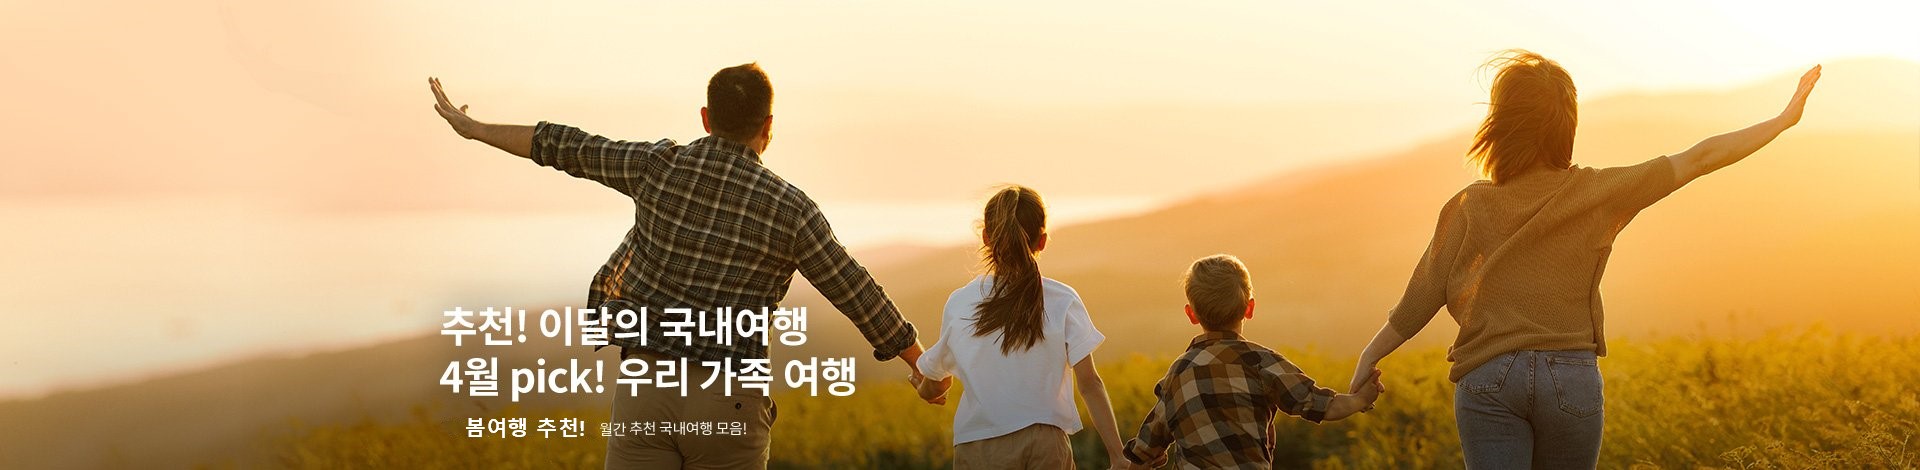 추천! 이달의 국내여행
4월 pick! 우리 가족 여행
봄여행 추천! 월간 추천 국내여행 모음!